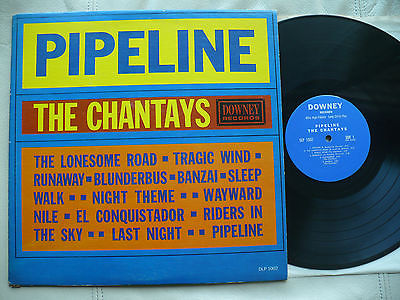 PIPELINE
THE CHANTAYS
DOWNEY
RECORDS
THE LONESOME ROAD ▪ TRAGIC WIND ▪
RUNAWAY ▪ BLUNDERBUS ▪ BANZAI ▪ SLEEP
WALK ▪ ▪ NIGHT THEME ▪ ▪ WAYWARD
NILE ▪ EL CONQUISTADOR ▪ RIDERS IN
THE SKY ▪ ▪ LAST NIGHT ▪ ▪ PIPELINE
DLP 1002
DOWNEY
RECORDS
PIPELINE
THE CHANTAYS